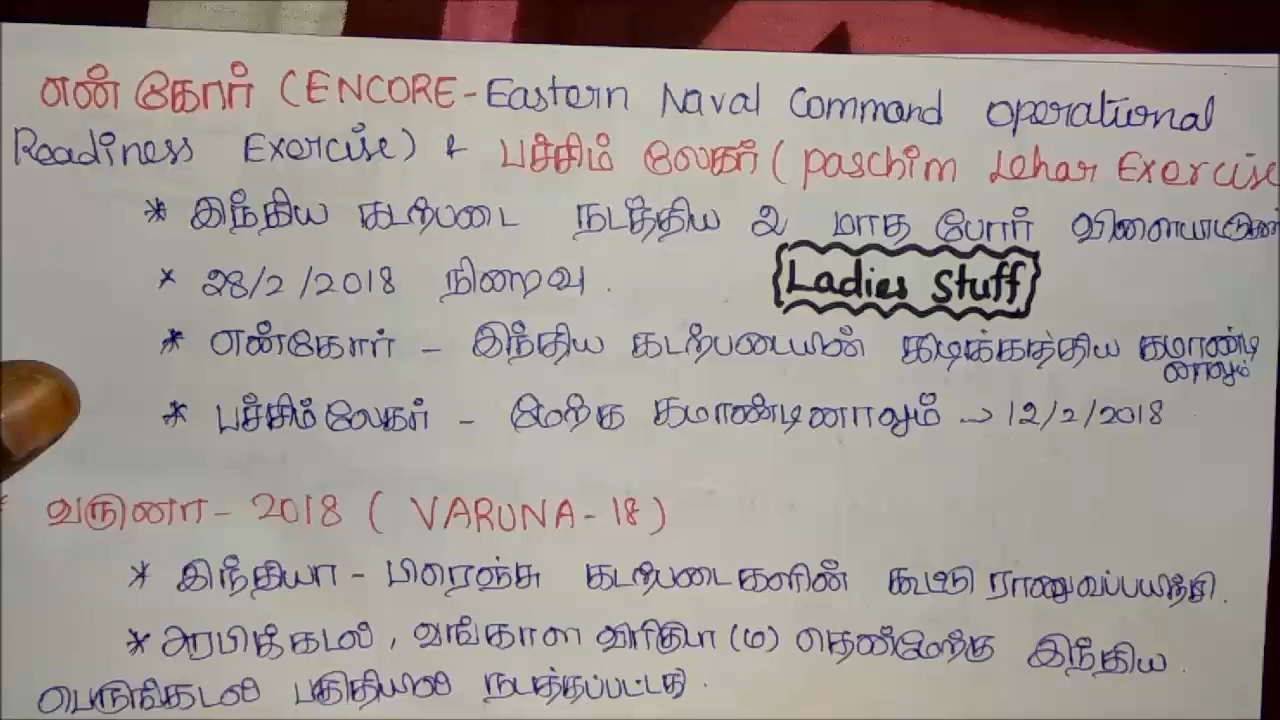 என்கோர் (ENCORE - Eastern Naval Command Operational
Readiness Exercise) & பச்சிம் லேகர் (Paschim Lehar Exercise
* இந்திய கடற்படை நடத்திய 2 மாத போர் விளையாட்டுகள்
* 28/2/2018 நிறைவு.
Ladies Stuff
* என்கோர் - இந்திய கடற்படையின் கிழக்கத்திய கமாண்டி
னாலும்
* பச்சிம் லேகர் - மேற்கு கமாண்டினாலும் → 12/2/2018
வருணா - 2018 (VARUNA - 18)
* இந்தியா - பிரெஞ்சு கடற்படைகளின் கூட்டு ராணுவப்பயிற்சி.
* அரபிக்கடல், வங்காள விரிகுடா (ம) தென்மேற்கு இந்திய
பெருங்கடல் பகுதியில் நடத்தப்பட்டது.